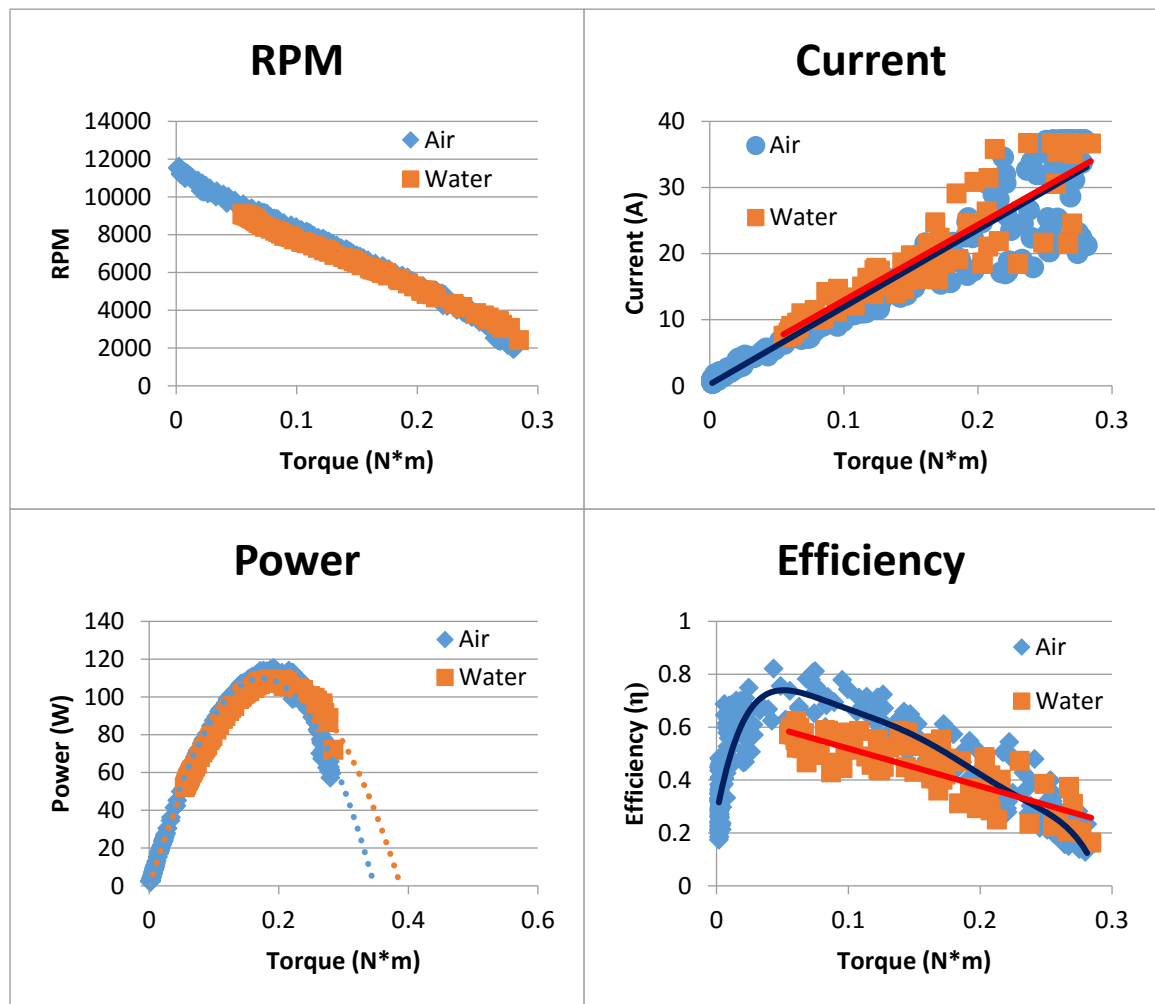 RPM
14000
12000
10000
8000
6000
4000
2000
0
RPM
Air
Water
0 0.1 0.2 0.3
Torque (N*m)
Current
40
30
20
10
0
Current (A)
Air
Water
0 0.1 0.2 0.3
Torque (N*m)
Power
140
120
100
80
60
40
20
0
Power (W)
Air
Water
0 0.2 0.4 0.6
Torque (N*m)
Efficiency
1
0.8
0.6
0.4
0.2
0
Efficiency (η)
Air
Water
0 0.1 0.2 0.3
Torque (N*m)